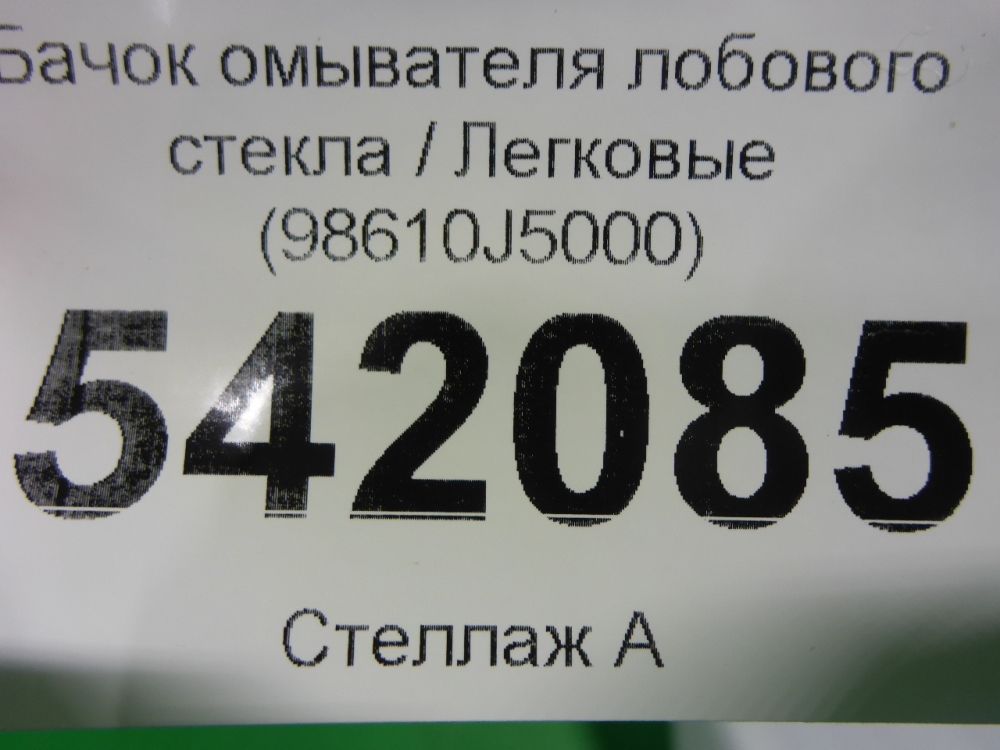 Бачок омывателя лобового
стекла / Легковые
(98610J5000)
542085
Стеллаж А